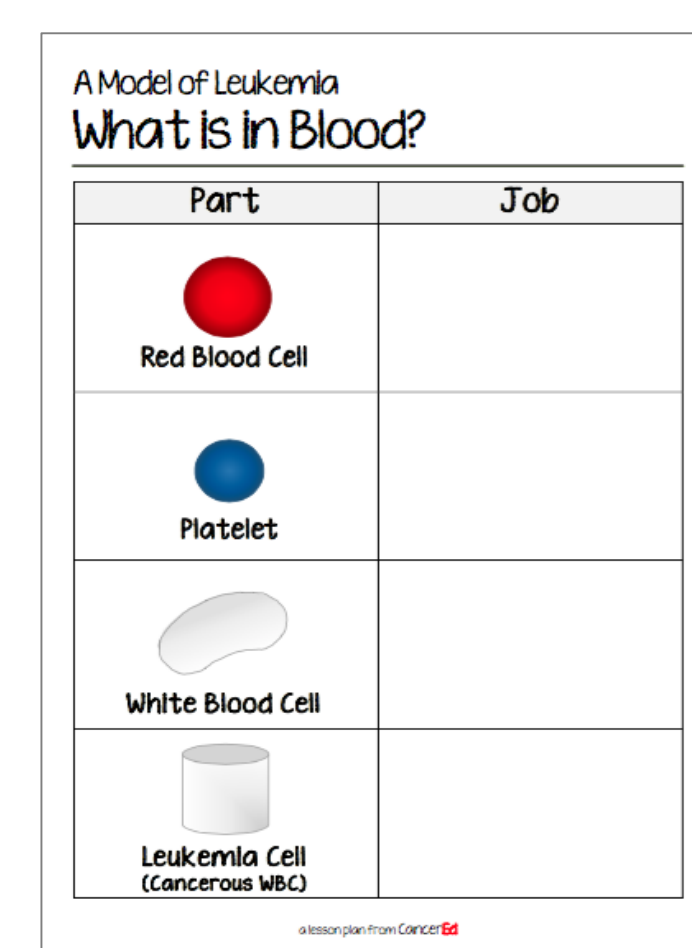 A Model of Leukemia
What is in Blood?
Part Job
Red Blood Cell
Platelet
White Blood Cell
Leukemia Cell
(Cancerous WBC)
a lesson plan from CancerEd